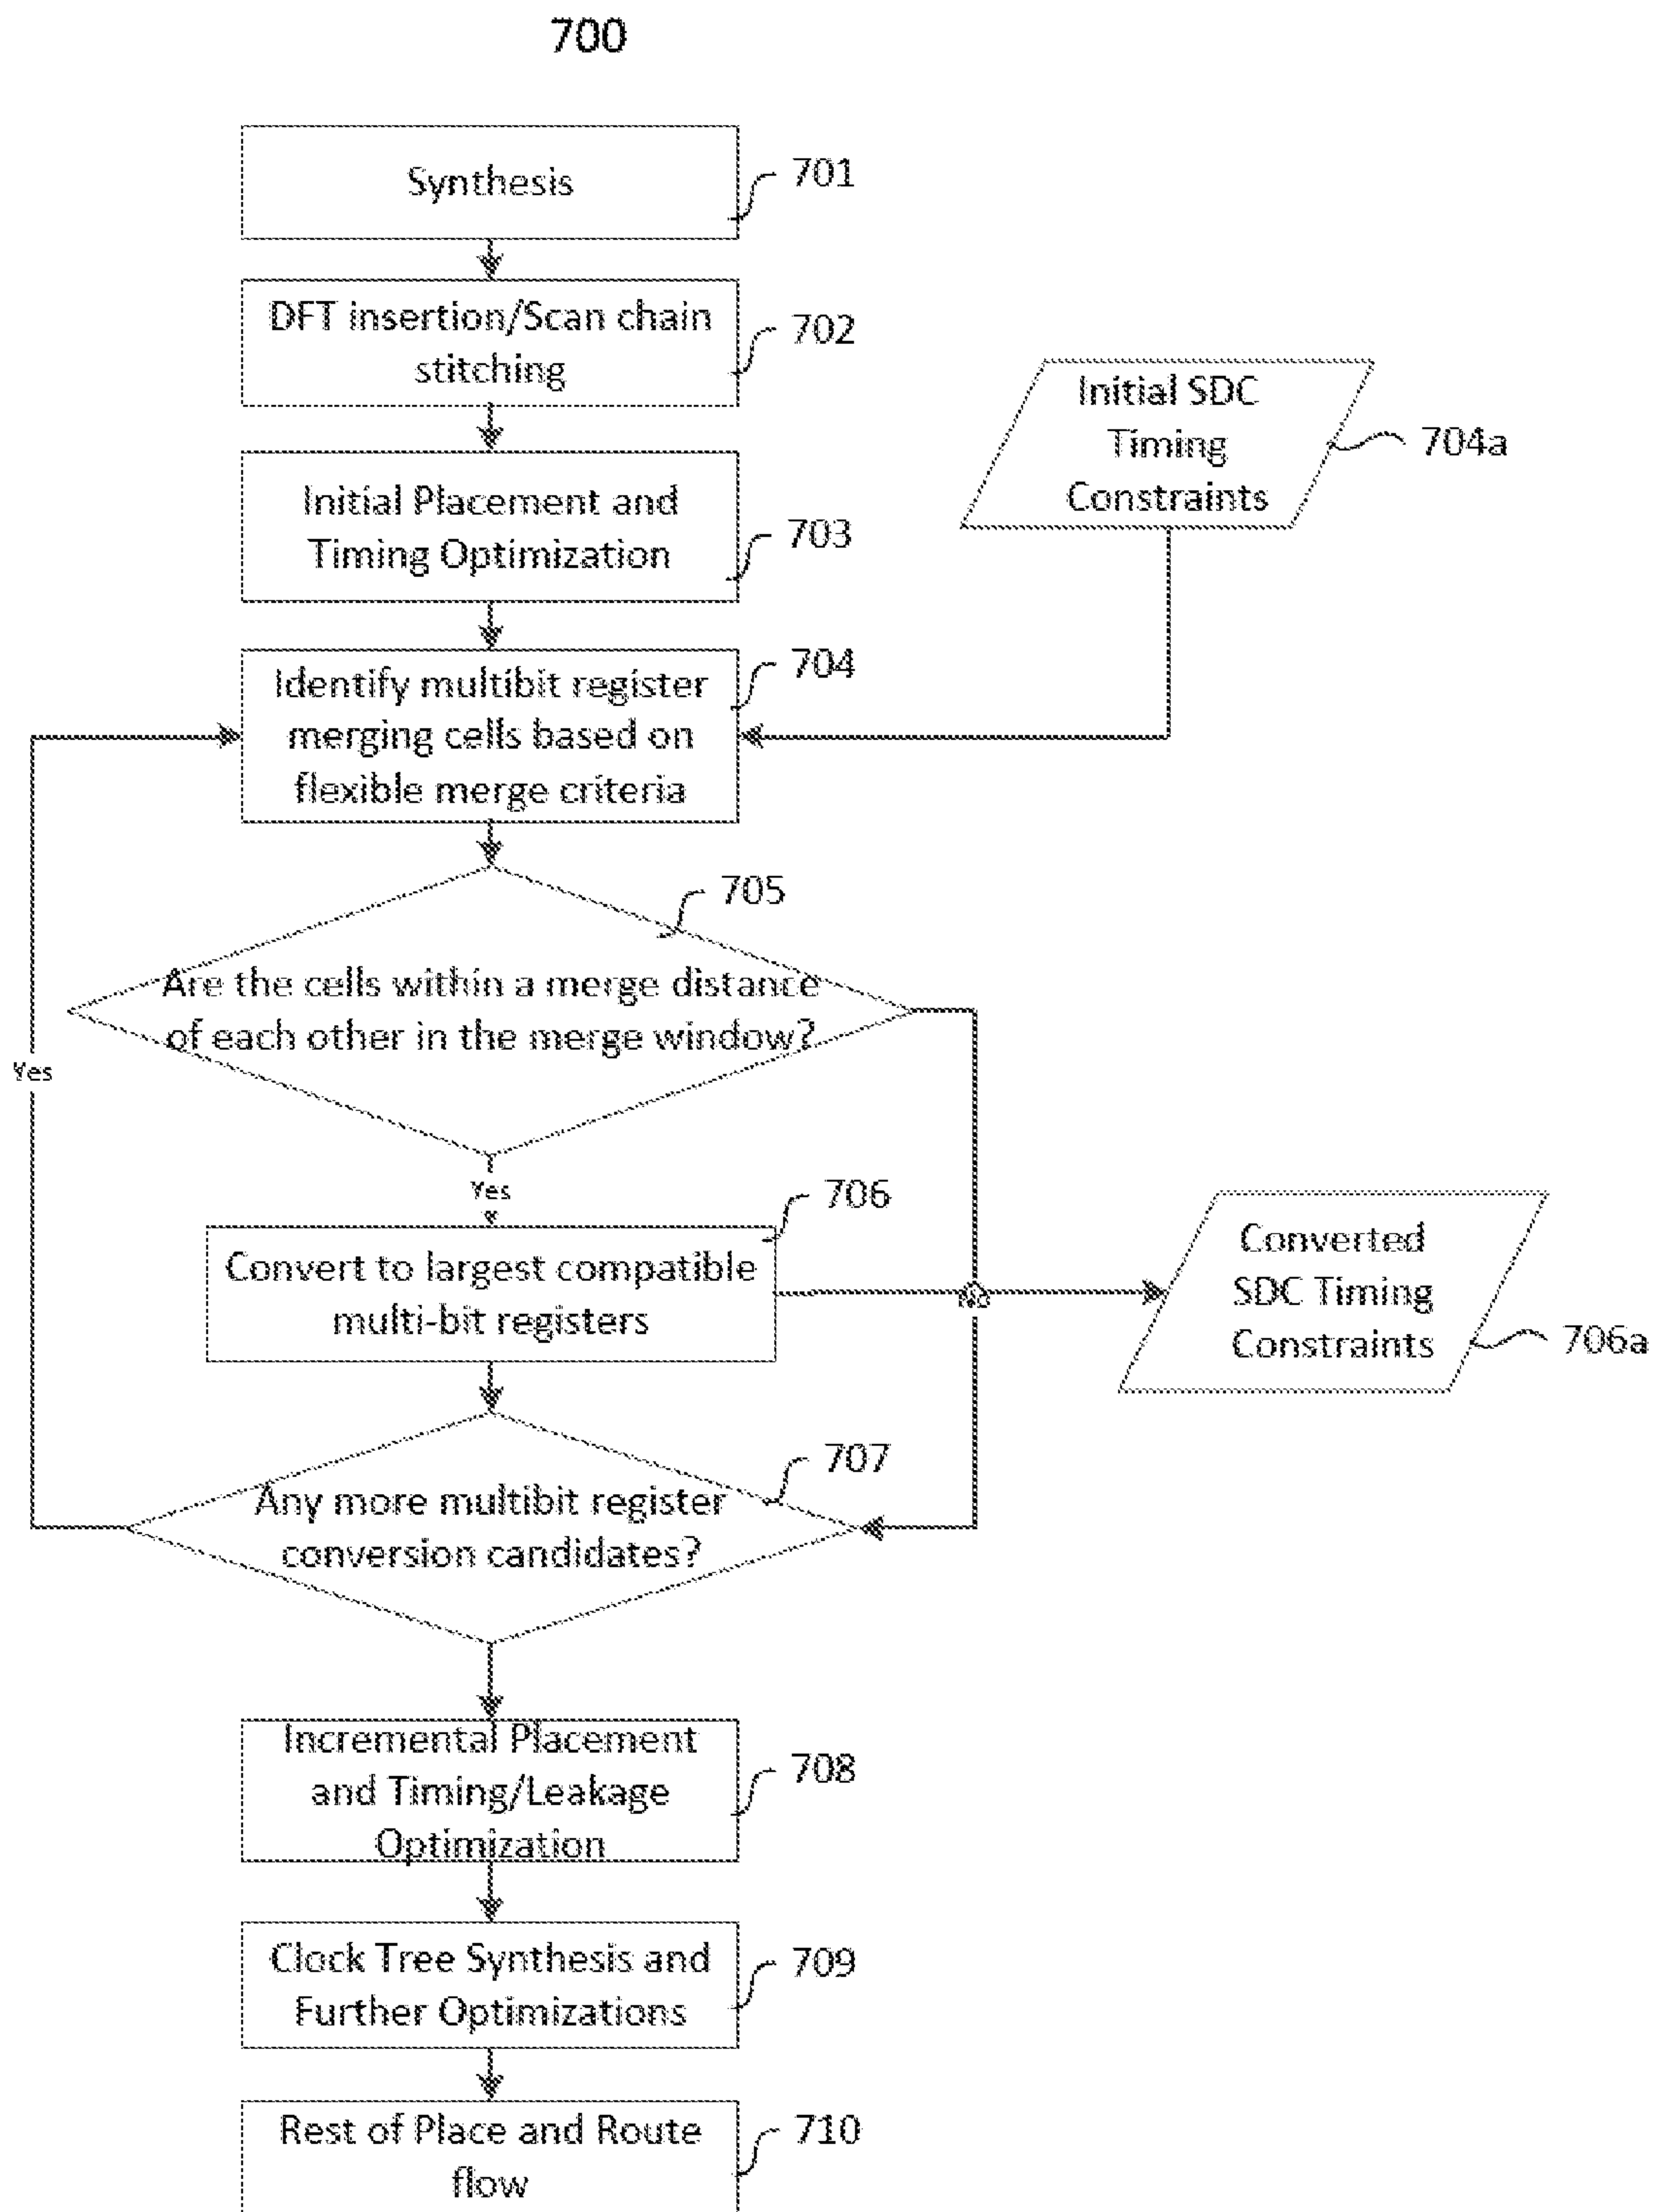 700
Synthesis
701
DFT insertion/Scan chain
stitching
702
Initial SDC
Timing
Constraints
704a
Initial Placement and
Timing Optimization
703
Identify multibit register
merging cells based on
flexible merge criteria
704
705
Are the cells within a merge distance
of each other in the merge window?
Yes
Yes
706
Convert to largest compatible
multi-bit registers
No
Converted
SDC Timing
Constraints
706a
707
Any more multibit register
conversion candidates?
Incremental Placement
and Timing/Leakage
Optimization
708
Clock Tree Synthesis and
Further Optimizations
709
Rest of Place and Route
flow
710